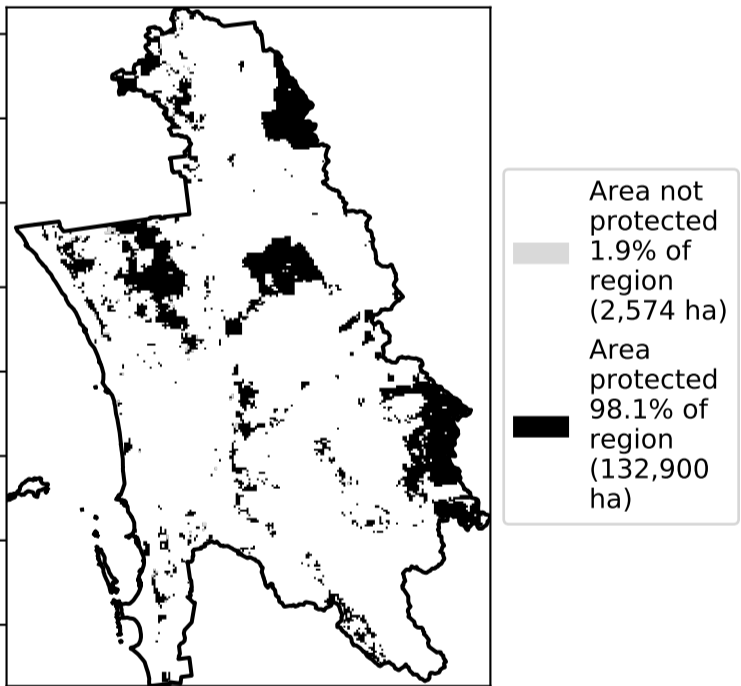 Area not
protected
1.9% of
region
(2,574 ha)
Area
protected
98.1% of
region
(132,900
ha)